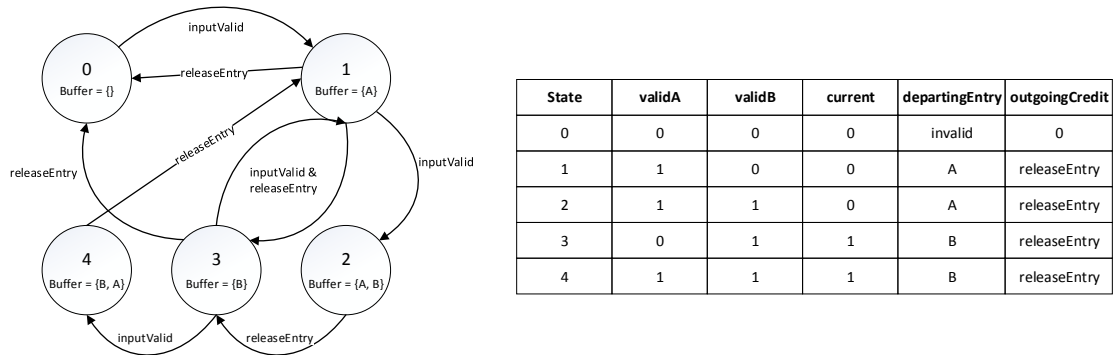 inputValid
0
Buffer = {}
releaseEntry
1
Buffer = {A}
releaseEntry
releaseEntry
inputValid &
releaseEntry
inputValid
4
Buffer = {B, A}
3
Buffer = {B}
2
Buffer = {A, B}
inputValid
releaseEntry
State validA validB current departingEntry outgoingCredit
0 0 0 0 invalid 0
1 1 0 0 A releaseEntry
2 1 1 0 A releaseEntry
3 0 1 1 B releaseEntry
4 1 1 1 B releaseEntry